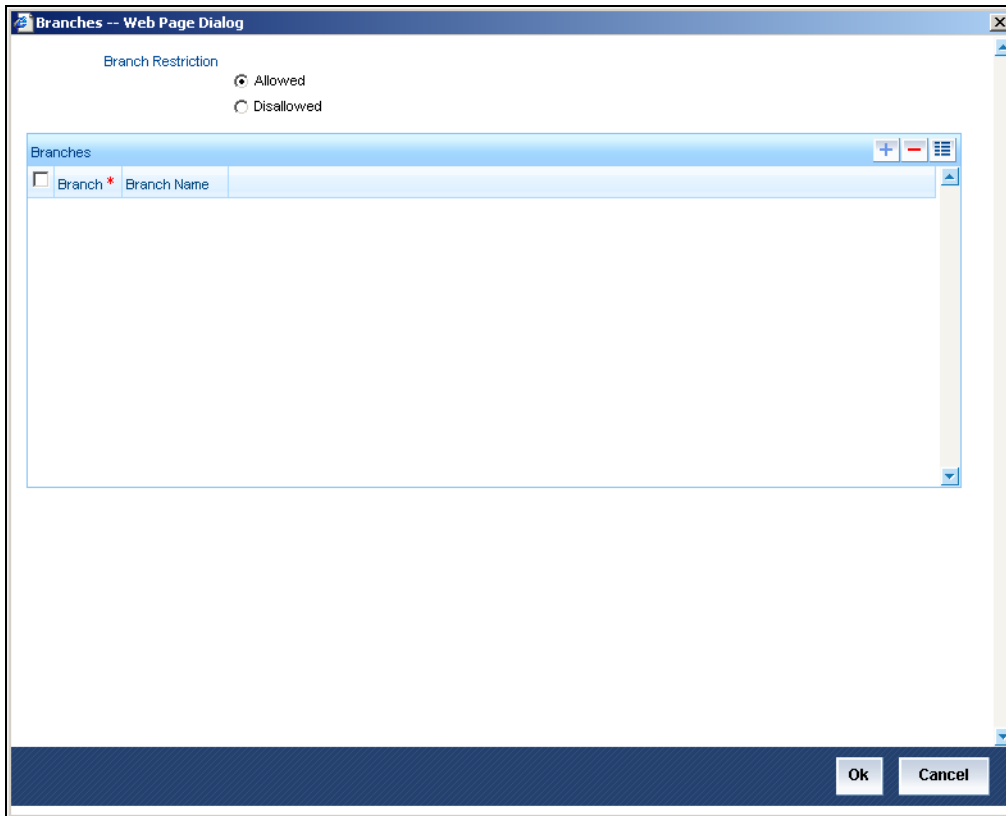 Branches -- Web Page Dialog
Branch Restriction
Allowed
Disallowed
Branches
Branch * Branch Name
Ok Cancel